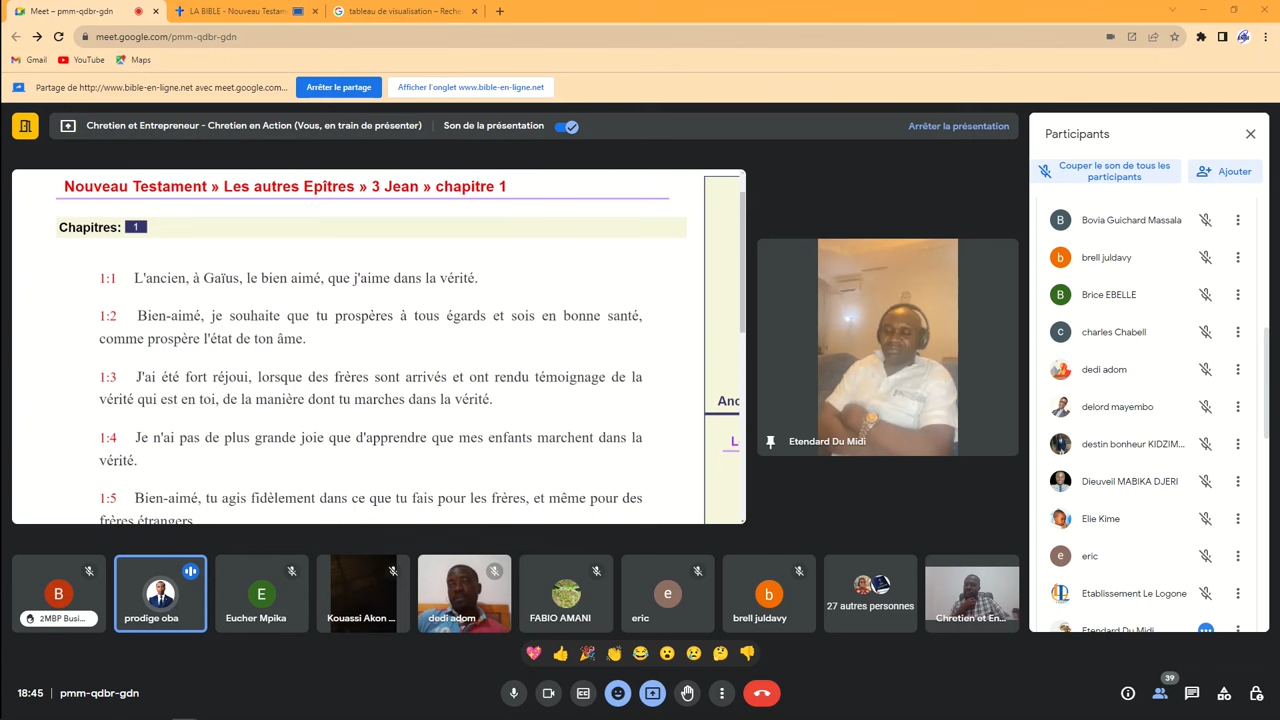 Meet – pmm-qdbr-gdn
LA BIBLE - Nouveau Testam
tableau de visualisation – Reche
meet.google.com/pmm-qdbr-gdn
Gmail
YouTube
Maps
Partage de http://www.bible-en-ligne.net avec meet.google.com...
Arrêter le partage
Afficher l'onglet www.bible-en-ligne.net
Chretien et Entrepreneur - Chretien en Action (Vous, en train de présenter)
Son de la présentation
Arrêter la présentation
Nouveau Testament » Les autres Epîtres » 3 Jean » chapitre 1
Chapitres: 1
1:1 L'ancien, à Gaïus, le bien aimé, que j'aime dans la vérité.
1:2 Bien-aimé, je souhaite que tu prospères à tous égards et sois en bonne santé,
comme prospère l'état de ton âme.
1:3 J'ai été fort réjoui, lorsque des frères sont arrivés et ont rendu témoignage de la
vérité qui est en toi, de la manière dont tu marches dans la vérité.
1:4 Je n'ai pas de plus grande joie que d'apprendre que mes enfants marchent dans la
vérité.
1:5 Bien-aimé, tu agis fidèlement dans ce que tu fais pour les frères, et même pour des
frères étrangers
Anc
L
Etendard Du Midi
Participants
Couper le son de tous les
participants
Ajouter
B Bovia Guichard Massala
b brell juldavy
B Brice EBELLE
c charles Chabell
dedi adom
delord mayembo
destin bonheur KIDZIM...
Dieuveil MABIKA DJERI
Elie Kime
e eric
Etablissement Le Logone
Etendard Du Midi
B
2MBP Busi...
prodige oba
E
Eucher Mpika
Kouassi Akon ...
dedi adom
FABIO AMANI
e
eric
b
brell juldavy
27 autres personnes
Chretien et En...
18:45
pmm-qdbr-gdn
39